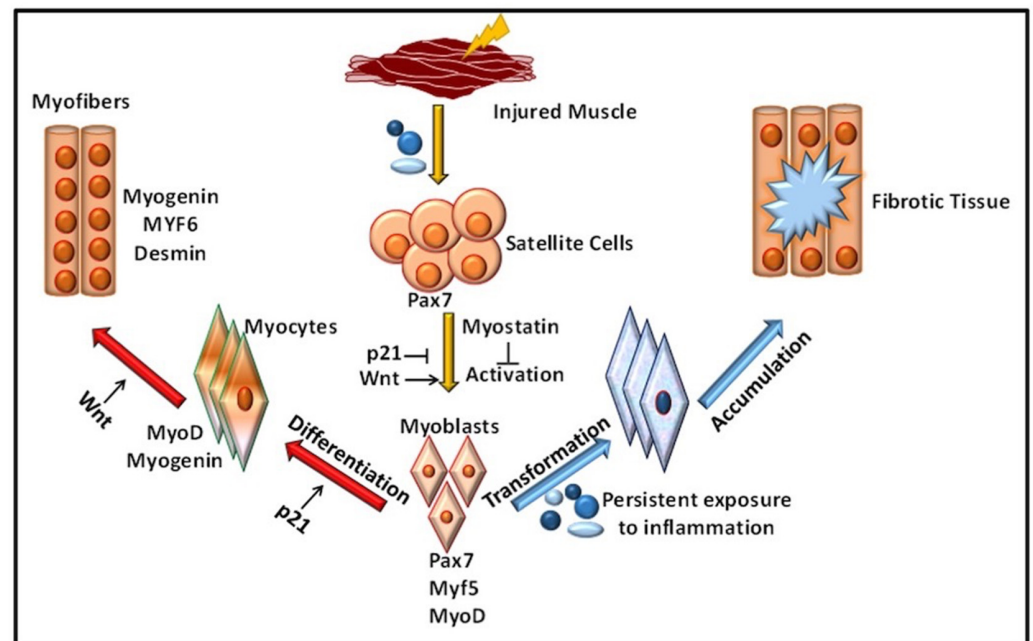 Injured Muscle
Myofibers
Myogenin
MYF6
Desmin
Fibrotic Tissue
Satellite Cells
Pax7
Myostatin
p21
Wnt
Activation
Myocytes
Wnt
MyoD
Myogenin
Differentiation
p21
Myoblasts
Pax7
Myf5
MyoD
Transformation
Persistent exposure
to inflammation
Accumulation